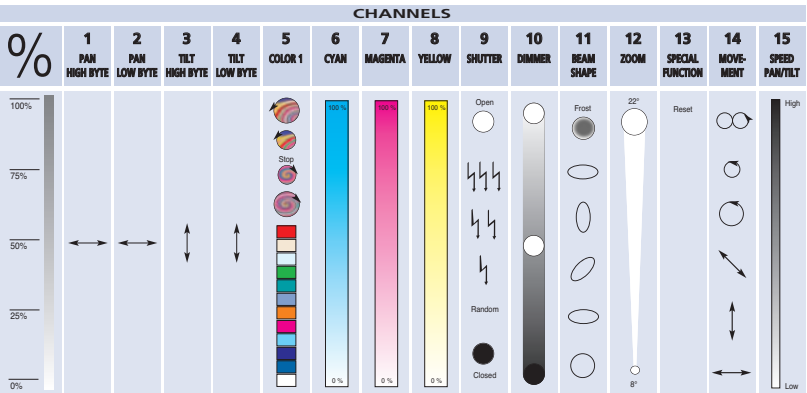 CHANNELS
%
1
PAN
HIGH BYTE
2
PAN
LOW BYTE
3
TILT
HIGH BYTE
4
TILT
LOW BYTE
5
COLOR 1
6
CYAN
7
MAGENTA
8
YELLOW
9
SHUTTER
10
DIMMER
11
BEAM
SHAPE
12
ZOOM
13
SPECIAL
FUNCTION
14
MOVE-
MENT
15
SPEED
PAN/TILT
100%
75%
50%
25%
0%
Stop
100 %
0 %
100 %
0 %
100 %
0 %
Open
Random
Closed
Frost
22°
8°
Reset
High
Low